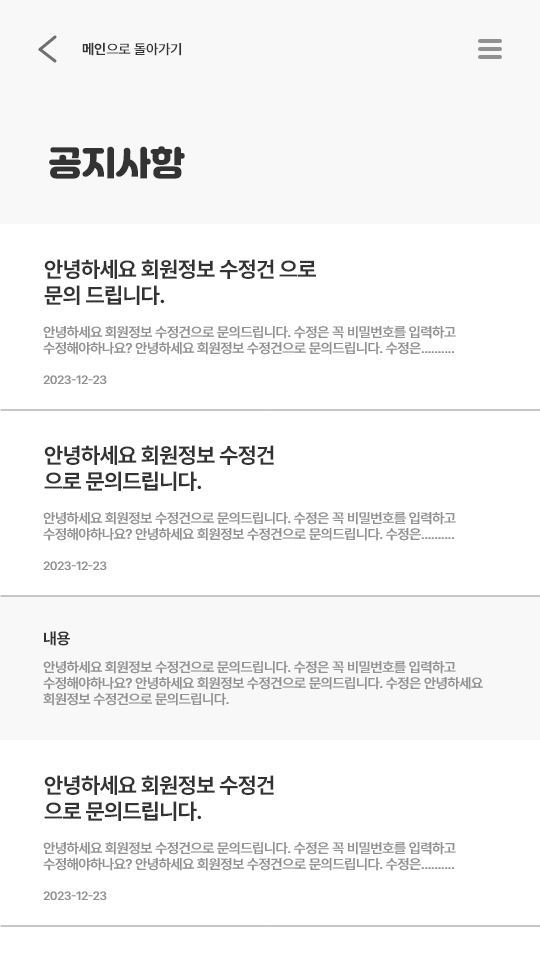 메인으로 돌아가기
공지사항
안녕하세요 회원정보 수정건 으로
문의 드립니다.
안녕하세요 회원정보 수정건으로 문의드립니다. 수정은 꼭 비밀번호를 입력하고
수정해야하나요? 안녕하세요 회원정보 수정건으로 문의드립니다. 수정은..........
2023-12-23
안녕하세요 회원정보 수정건
으로 문의드립니다.
안녕하세요 회원정보 수정건으로 문의드립니다. 수정은 꼭 비밀번호를 입력하고
수정해야하나요? 안녕하세요 회원정보 수정건으로 문의드립니다. 수정은..........
2023-12-23
내용
안녕하세요 회원정보 수정건으로 문의드립니다. 수정은 꼭 비밀번호를 입력하고
수정해야하나요? 안녕하세요 회원정보 수정건으로 문의드립니다. 수정은 안녕하세요
회원정보 수정건으로 문의드립니다.
안녕하세요 회원정보 수정건
으로 문의드립니다.
안녕하세요 회원정보 수정건으로 문의드립니다. 수정은 꼭 비밀번호를 입력하고
수정해야하나요? 안녕하세요 회원정보 수정건으로 문의드립니다. 수정은..........
2023-12-23